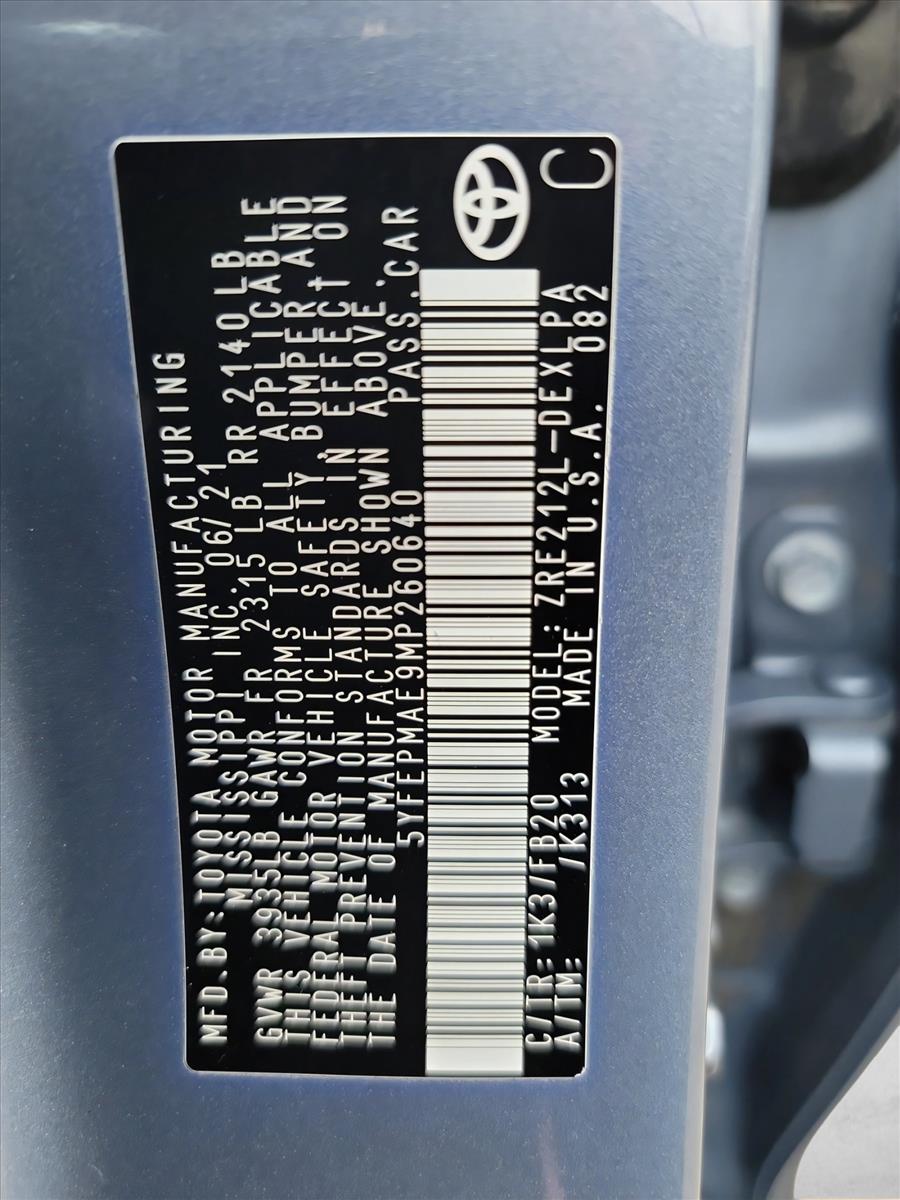 MFD.BY:TOYOTA MOTOR MANUFACTURING
MISSISSIPPI INC. 06/21
GVWR 3935LB GAWR FR 2315 LB RR 2140LB
THIS VEHICLE CONFORMS TO ALL APPLICABLE
FEDERAL MOTOR VEHICLE SAFETY, BUMPER AND
THEFT PREVENTION STANDARDS IN EFFECT ON
THE DATE OF MANUFACTURE SHOWN ABOVE.
5YFEPMAE9MP260640 PASS.CAR
C/TR:1K3/FB20 MODEL:ZRE212L-DEXLPA
A/TM: /K313 MADE IN U.S.A. 082
C